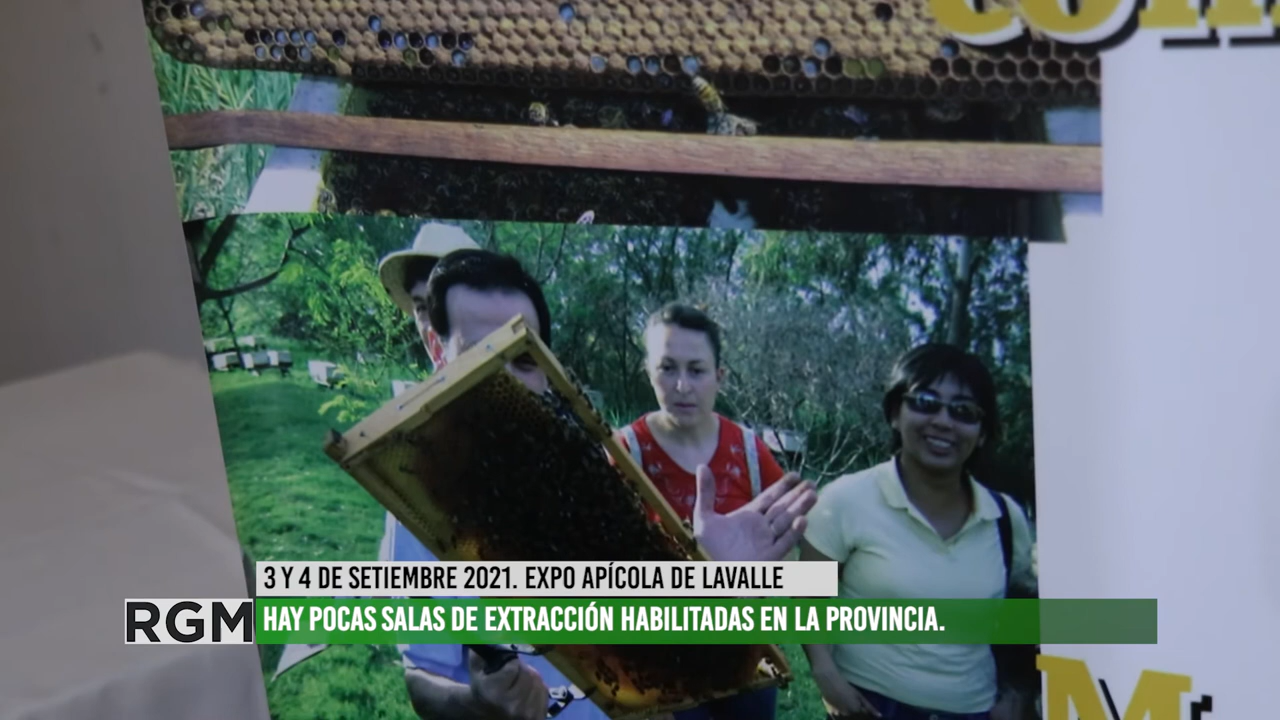 3 Y 4 DE SETIEMBRE 2021. EXPO APÍCOLA DE LAVALLE
RGM
HAY POCAS SALAS DE EXTRACCIÓN HABILITADAS EN LA PROVINCIA.